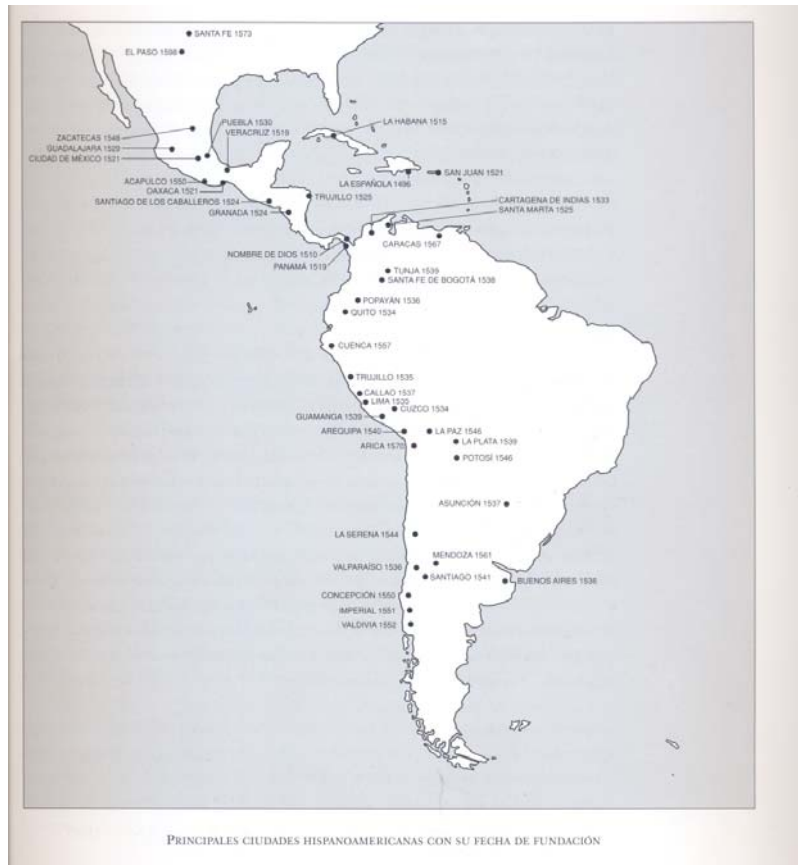 SANTA FE 1573
EL PASO 1598
PUEBLA 1530
VERACRUZ 1519
LA HABANA 1515
ZACATECAS 1548
GUADALAJARA 1529
CIUDAD DE MÉXICO 1521
ACAPULCO 1550
OAXACA 1521
SANTIAGO DE LOS CABALLEROS 1524
GRANADA 1524
TRUJILLO 1525
LA ESPAÑOLA 1496
SAN JUAN 1521
CARTAGENA DE INDIAS 1533
SANTA MARTA 1525
CARACAS 1567
NOMBRE DE DIOS 1510
PANAMÁ 1519
TUNJA 1539
SANTA FE DE BOGOTÁ 1538
POPAYÁN 1536
QUITO 1534
CUENCA 1557
TRUJILLO 1535
CALLAO 1537
LIMA 1535
CUZCO 1534
GUAMANGA 1539
AREQUIPA 1540
LA PAZ 1546
LA PLATA 1539
ARICA 1570
POTOSÍ 1546
ASUNCIÓN 1537
LA SERENA 1544
MENDOZA 1561
VALPARAÍSO 1536
SANTIAGO 1541
BUENOS AIRES 1536
CONCEPCIÓN 1550
IMPERIAL 1551
VALDIVIA 1552
PRINCIPALES CIUDADES HISPANOAMERICANAS CON SU FECHA DE FUNDACIÓN